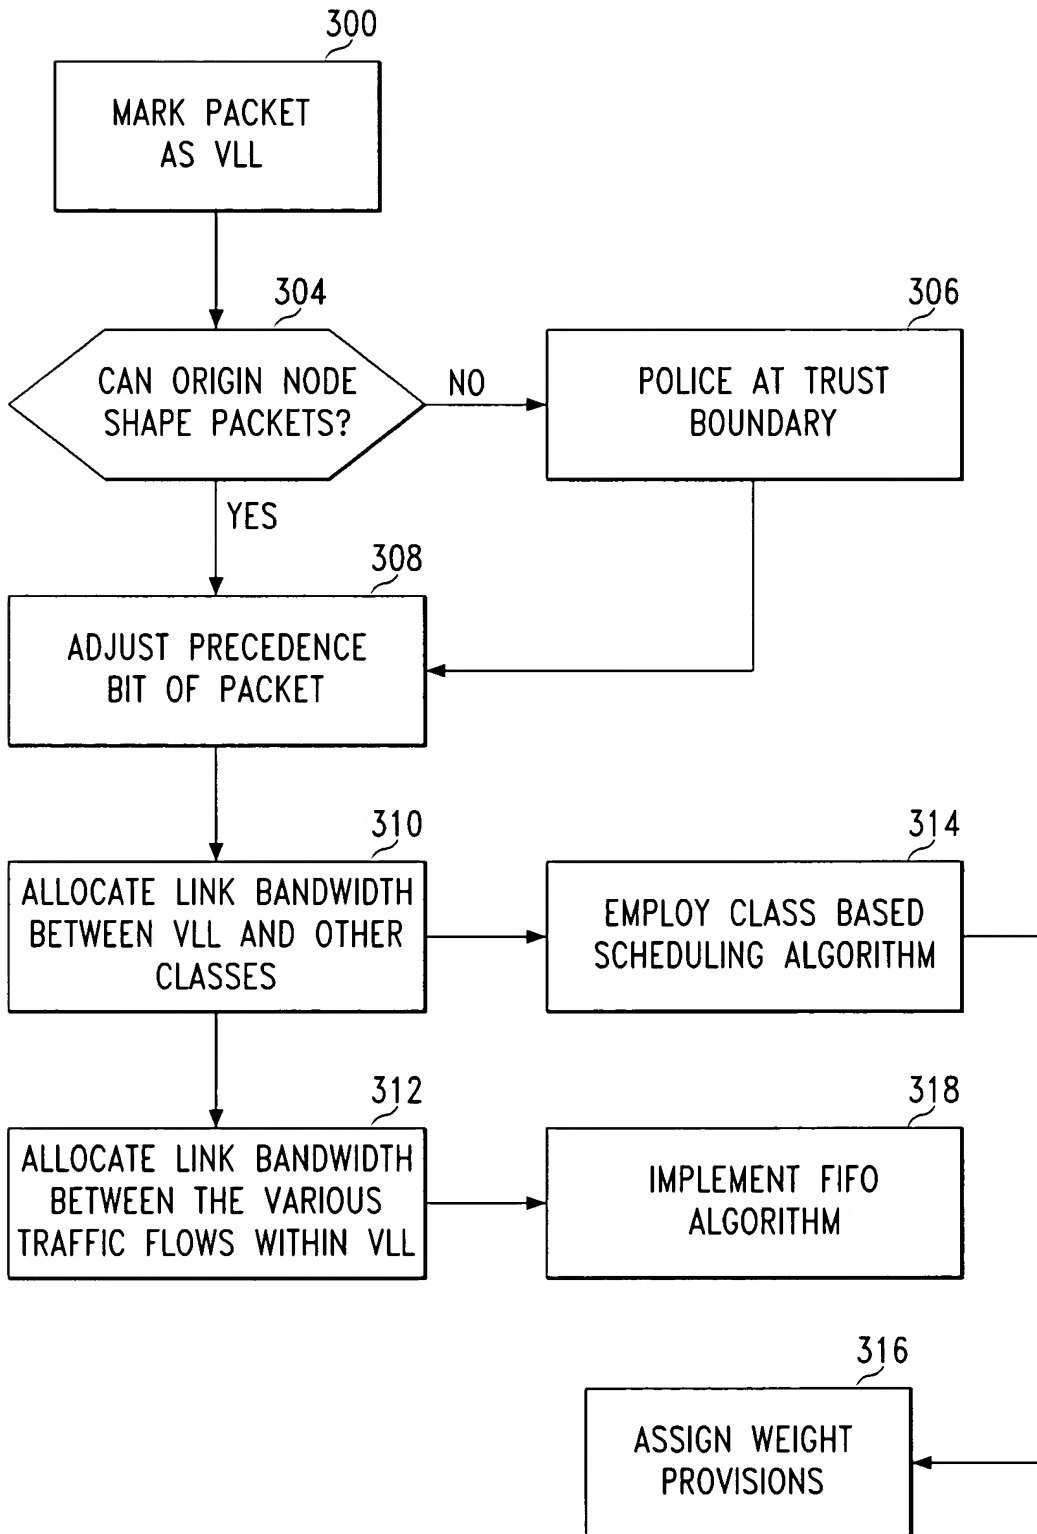 300
MARK PACKET
AS VLL
304
CAN ORIGIN NODE
SHAPE PACKETS?
NO
306
POLICE AT TRUST
BOUNDARY
YES
308
ADJUST PRECEDENCE
BIT OF PACKET
310
ALLOCATE LINK BANDWIDTH
BETWEEN VLL AND OTHER
CLASSES
314
EMPLOY CLASS BASED
SCHEDULING ALGORITHM
312
ALLOCATE LINK BANDWIDTH
BETWEEN THE VARIOUS
TRAFFIC FLOWS WITHIN VLL
318
IMPLEMENT FIFO
ALGORITHM
316
ASSIGN WEIGHT
PROVISIONS